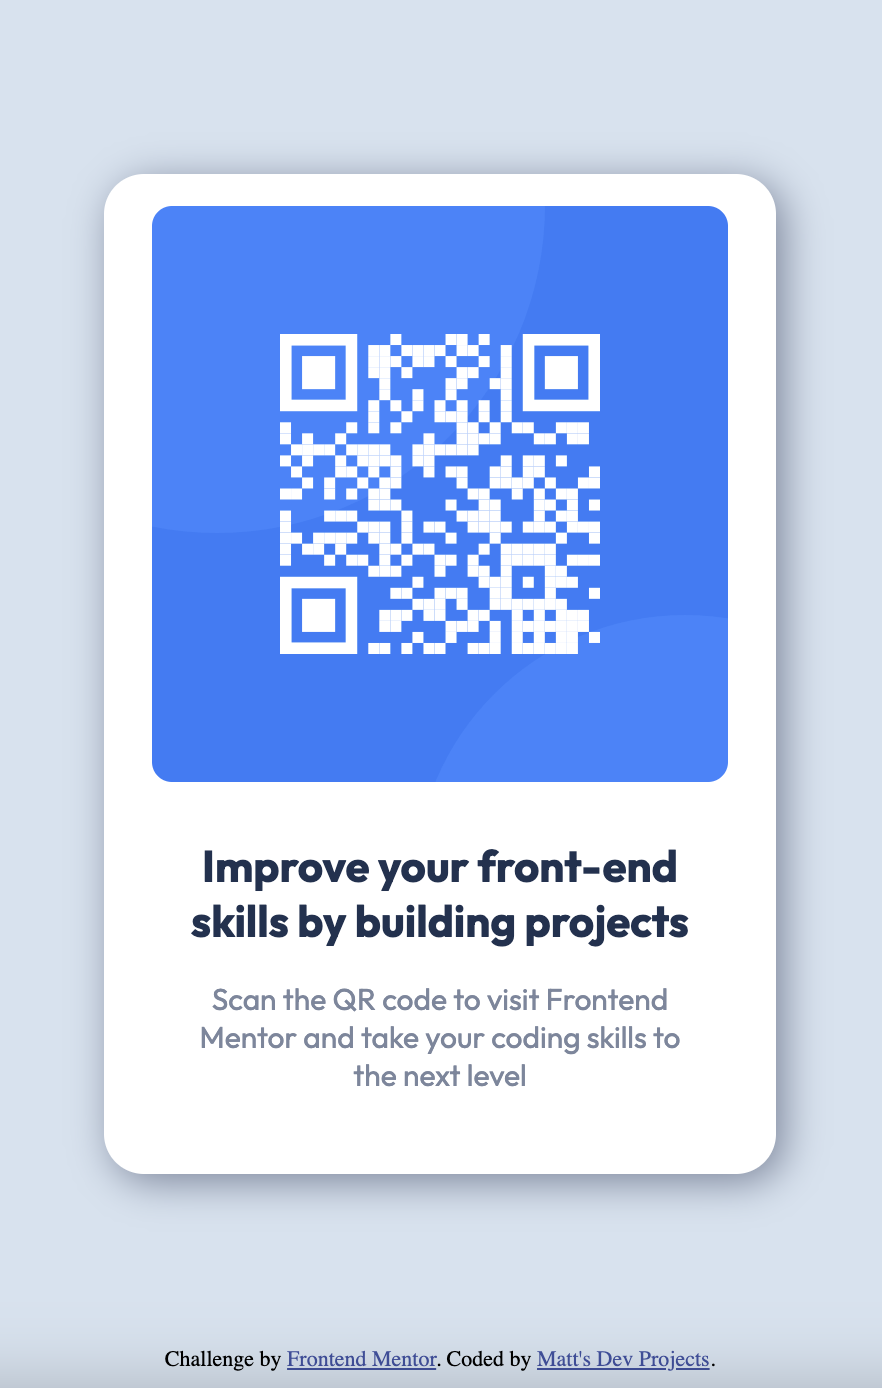 Improve your front-end
skills by building projects
Scan the QR code to visit Frontend
Mentor and take your coding skills to
the next level
Challenge by Frontend Mentor. Coded by Matt's Dev Projects.